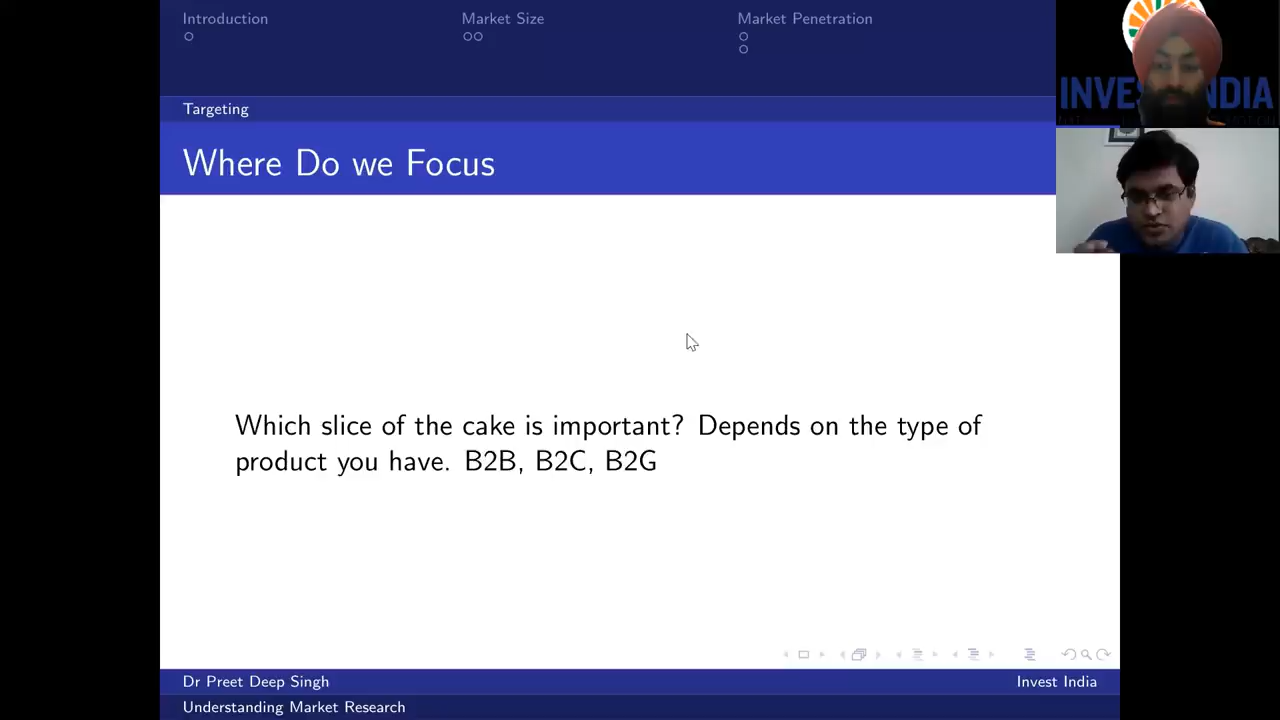 Introduction
Market Size
Market Penetration
Targeting
Where Do we Focus
Which slice of the cake is important? Depends on the type of
product you have. B2B, B2C, B2G
Dr Preet Deep Singh
Invest India
Understanding Market Research